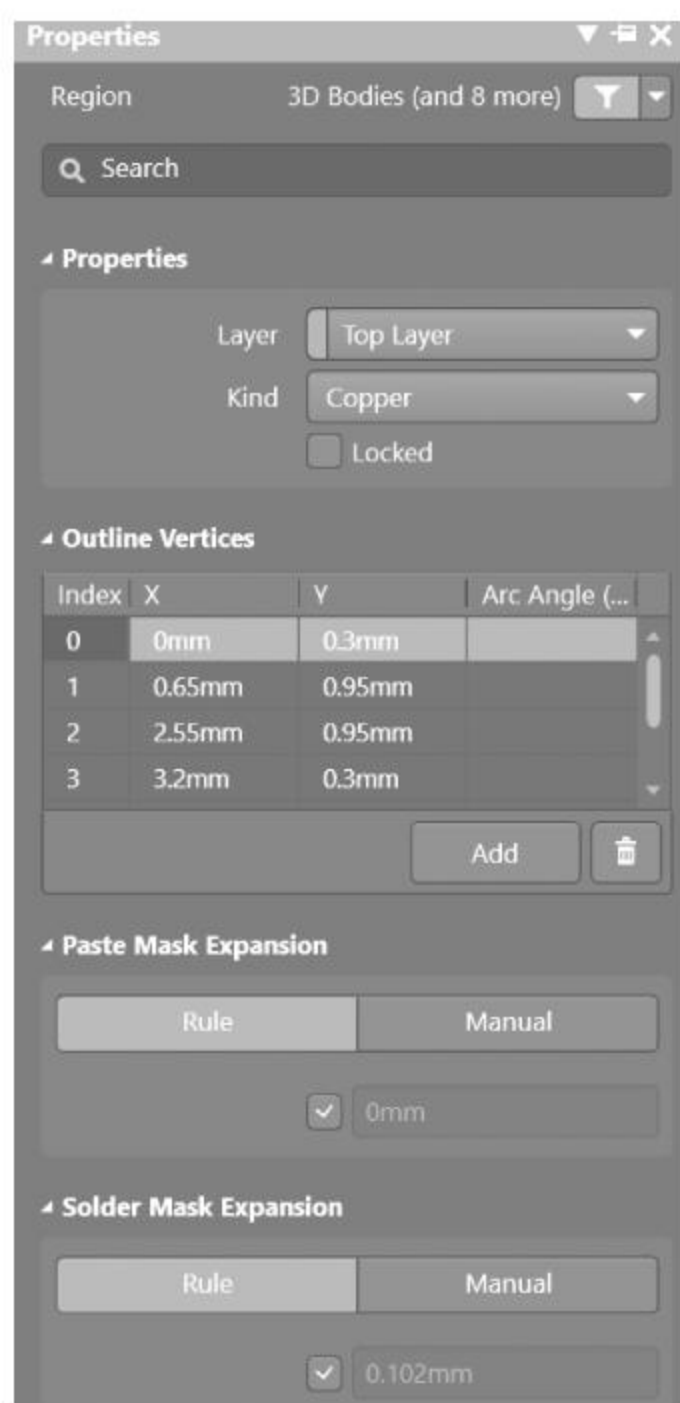 Properties
Region 3D Bodies (and 8 more)
Search
Properties
Layer Top Layer
Kind Copper
Locked
Outline Vertices
Index X Y Arc Angle (...
0 0mm 0.3mm
1 0.65mm 0.95mm
2 2.55mm 0.95mm
3 3.2mm 0.3mm
Add
Paste Mask Expansion
Rule Manual
0mm
Solder Mask Expansion
Rule Manual
0.102mm